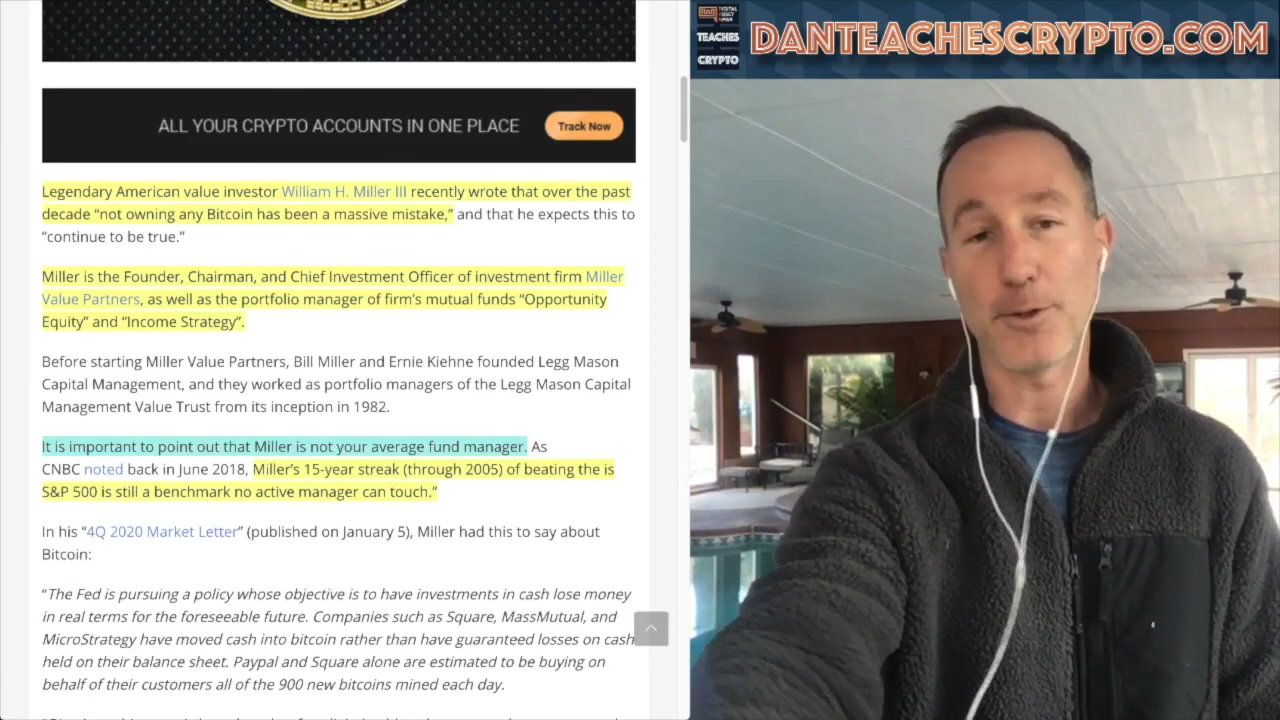 ALL YOUR CRYPTO ACCOUNTS IN ONE PLACE
Track Now
Legendary American value investor William H. Miller III recently wrote that over the past
decade “not owning any Bitcoin has been a massive mistake,” and that he expects this to
“continue to be true.”
Miller is the Founder, Chairman, and Chief Investment Officer of investment firm Miller
Value Partners, as well as the portfolio manager of firm’s mutual funds “Opportunity
Equity” and “Income Strategy”.
Before starting Miller Value Partners, Bill Miller and Ernie Kiehne founded Legg Mason
Capital Management, and they worked as portfolio managers of the Legg Mason Capital
Management Value Trust from its inception in 1982.
It is important to point out that Miller is not your average fund manager. As
CNBC noted back in June 2018, Miller’s 15-year streak (through 2005) of beating the is
S&P 500 is still a benchmark no active manager can touch.”
In his “4Q 2020 Market Letter” (published on January 5), Miller had this to say about
Bitcoin:
“The Fed is pursuing a policy whose objective is to have investments in cash lose money
in real terms for the foreseeable future. Companies such as Square, MassMutual, and
MicroStrategy have moved cash into bitcoin rather than have guaranteed losses on cash
held on their balance sheet. Paypal and Square alone are estimated to be buying on
behalf of their customers all of the 900 new bitcoins mined each day.
DIGITAL
ASSET
NEWS
TEACHES
CRYPTO
DANTEACHESCRYPTO.COM